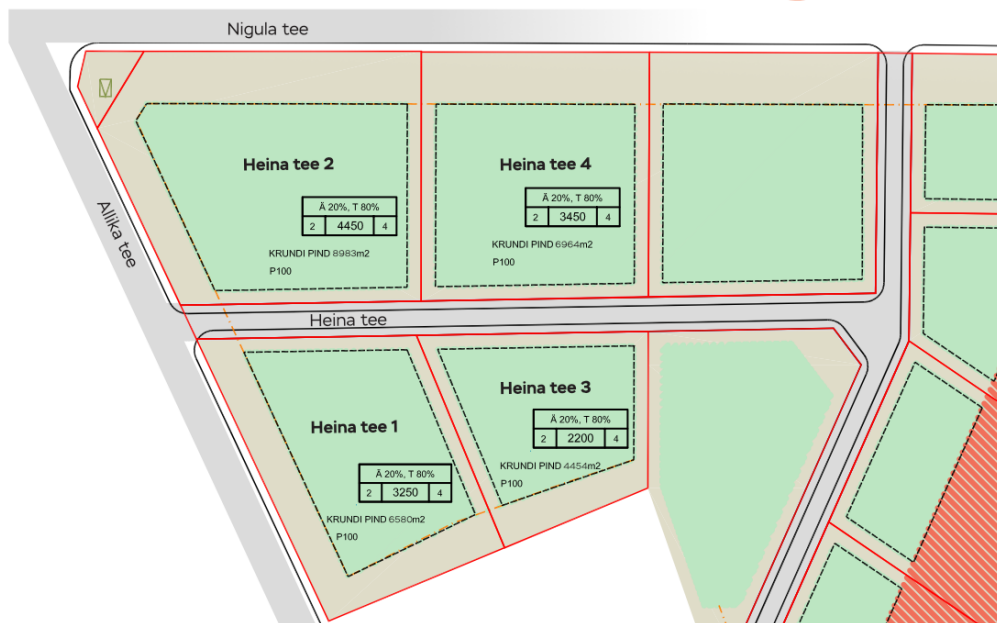 Nigula tee
Allika tee
Heina tee 2
Ä 20%, T 80%
2 4450 4
KRUNDI PIND 8983m2
P100
Heina tee 4
Ä 20%, T 80%
2 3450 4
KRUNDI PIND 6964m2
P100
Heina tee
Heina tee 1
Ä 20%, T 80%
2 3250 4
KRUNDI PIND 6580m2
P100
Heina tee 3
Ä 20%, T 80%
2 2200 4
KRUNDI PIND 4454m2
P100